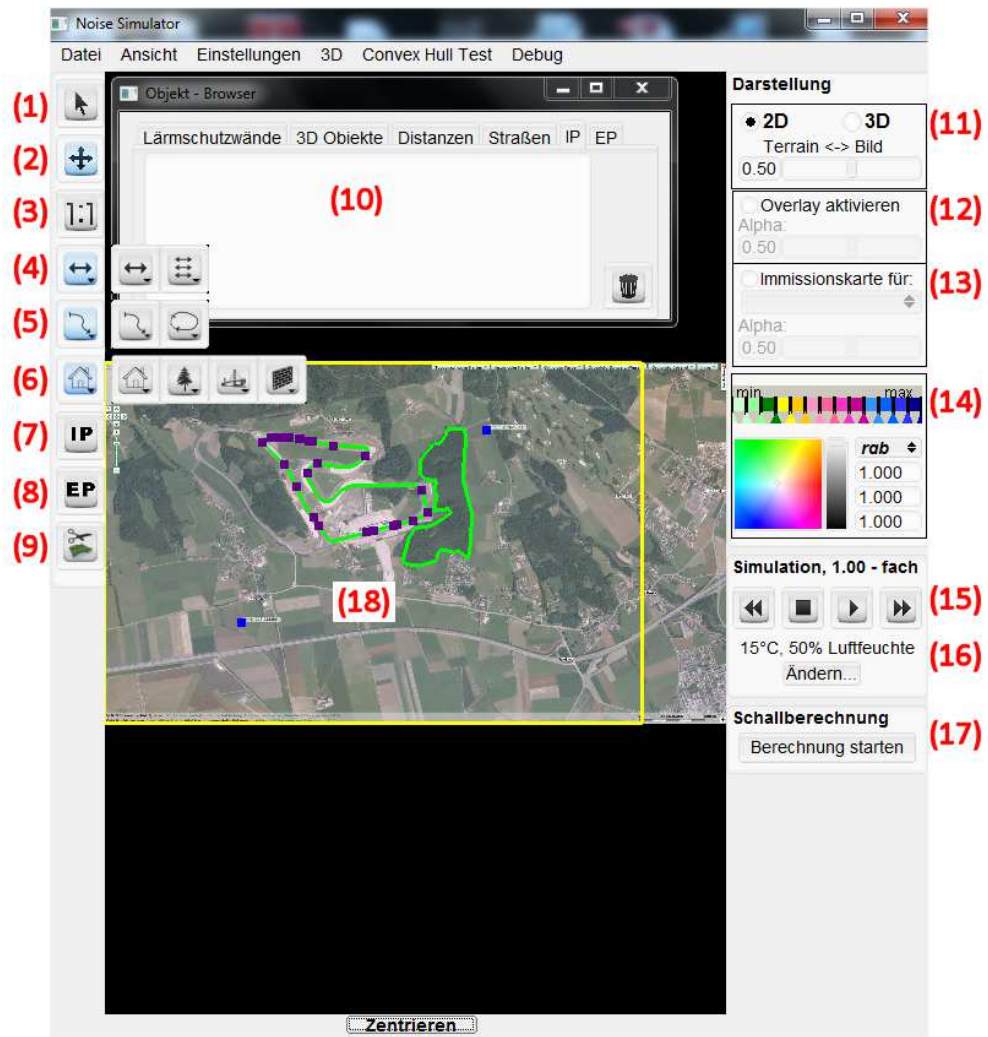 Noise Simulator
Datei Ansicht Einstellungen 3D Convex Hull Test Debug
(1)
(2)
(3)
1:1
(4)
(5)
(6)
(7)
IP
(8)
EP
(9)
Objekt - Browser
Lärmschutzwände 3D Objekte Distanzen Straßen IP EP
(10)
(18)
Zentrieren
Darstellung
2D 3D
(11)
Terrain <-> Bild
0.50
Overlay aktivieren
(12)
Alpha:
0.50
Immissionskarte für:
(13)
Alpha:
0.50
min max
(14)
rab
1.000
1.000
1.000
Simulation, 1.00 - fach
(15)
15°C, 50% Luftfeuchte
(16)
Ändern...
Schallberechnung
(17)
Berechnung starten